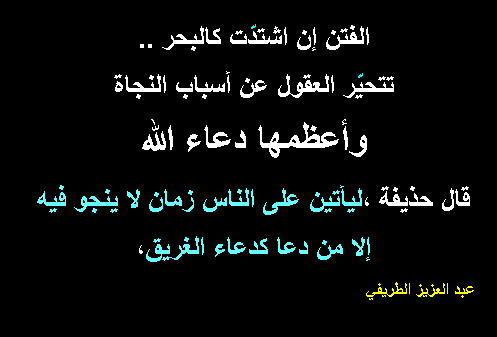 الفتن إن اشتدّت كالبحر ..
تتحيّر العقول عن أسباب النجاة
وأعظمها دعاء الله
قال حذيفة ،ليأتين على الناس زمان لا ينجو فيه
إلا من دعا كدعاء الغريق،
عبد العزيز الطريفي